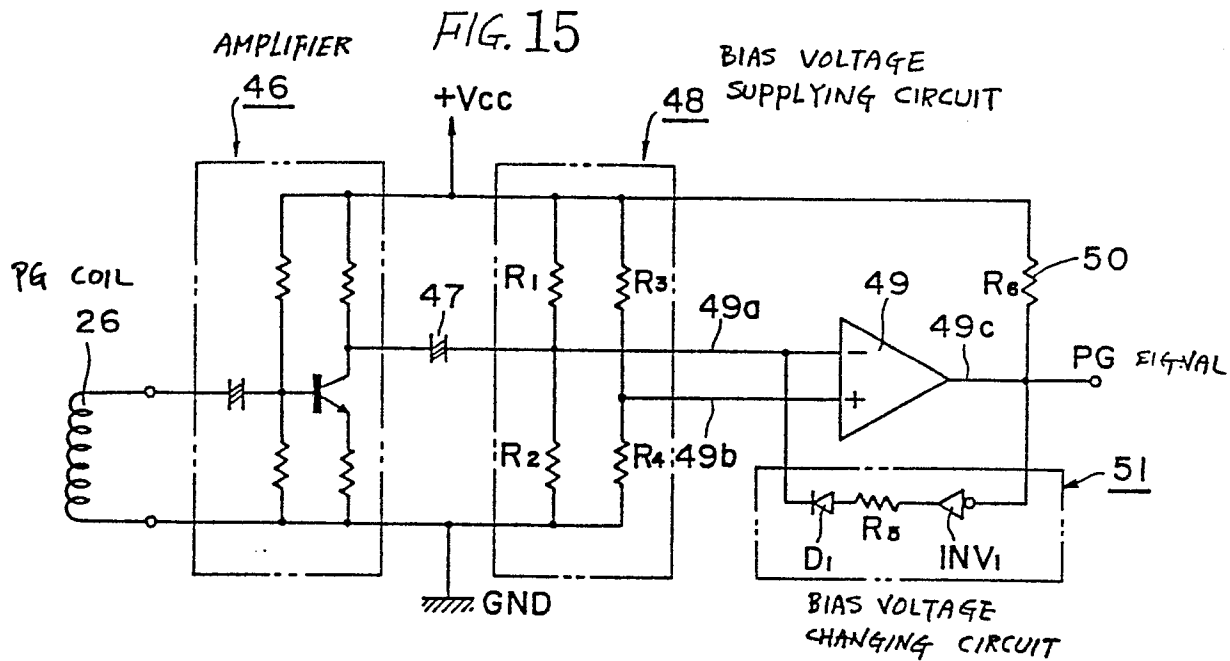 FIG. 15
AMPLIFIER
46
+Vcc
BIAS VOLTAGE
SUPPLYING CIRCUIT
48
PG COIL
26
47
R1
R3
49a
49
R6
50
49c
PG EIGNAL
−
+
R2
R4
49b
51
D1
R5
INV1
GND
BIAS VOLTAGE
CHANGING CIRCUIT